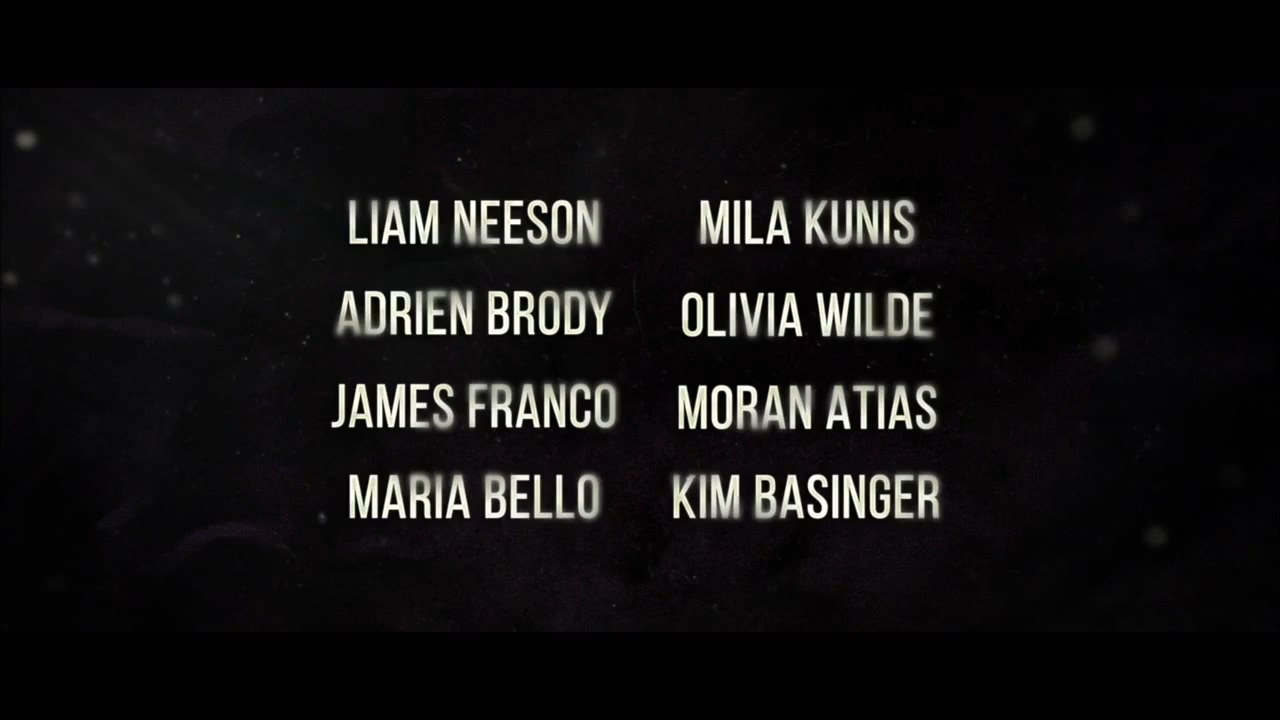 LIAM NEESON MILA KUNIS
ADRIEN BRODY OLIVIA WILDE
JAMES FRANCO MORAN ATIAS
MARIA BELLO KIM BASINGER